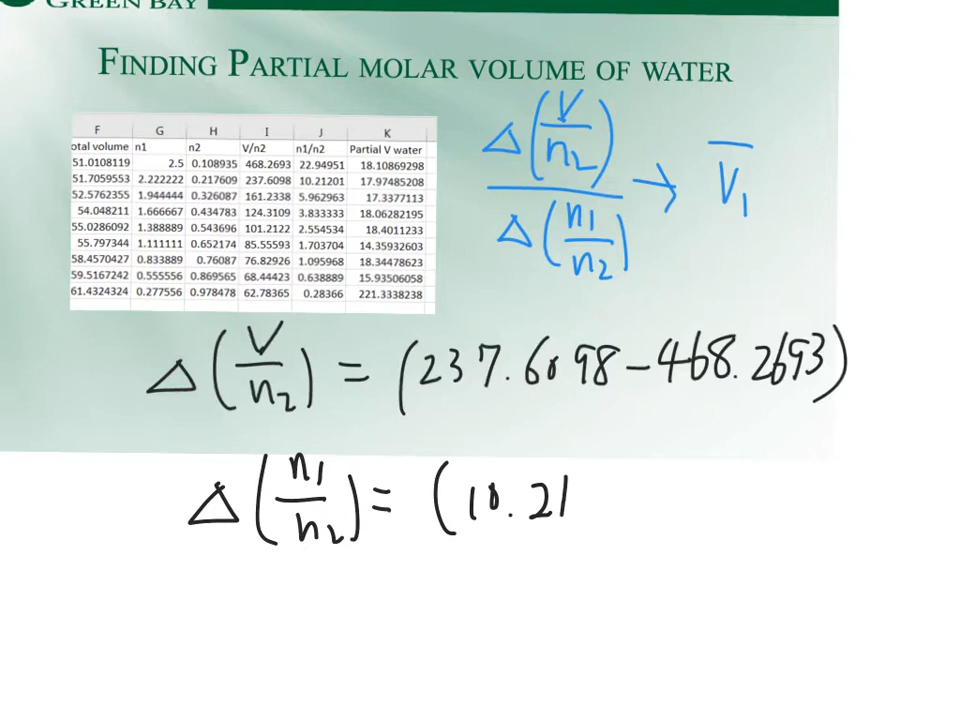 GREEN BAY
FINDING PARTIAL MOLAR VOLUME OF WATER
F G H I J K
otal volume n1 n2 V/n2 n1/n2 Partial V water
51.0108119 2.5 0.108935 468.2693 22.94951 18.10869298
51.7059553 2.222222 0.217609 237.6098 10.21201 17.97485208
52.5762355 1.944444 0.326087 161.2338 5.962963 17.3377113
54.048211 1.666667 0.434783 124.3109 3.833333 18.06282195
55.0286092 1.388889 0.543696 101.2122 2.554534 18.4011233
55.797344 1.111111 0.652174 85.55593 1.703704 14.35932603
58.4570427 0.833889 0.76087 76.82926 1.095968 18.34478623
59.5167242 0.555556 0.869565 68.44423 0.638889 15.93506058
61.4324324 0.277556 0.978478 62.78365 0.28366 221.3338238
Δ(V/n2) / Δ(n1/n2) → V̅1
Δ(V/n2) = (237.6098-468.2693)
Δ(n1/n2) = (10.21